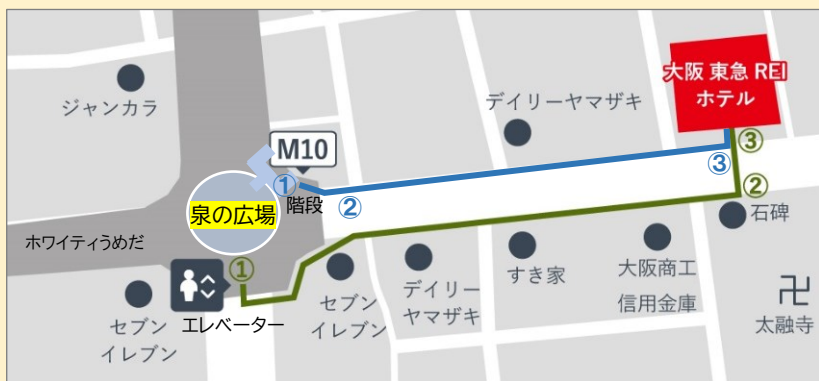 大阪 東急 REI
ホテル
ジャンカラ
デイリーヤマザキ
M10
①
階段
②
③
③
②
泉の広場
ホワイティうめだ
石碑
①
エレベーター
セブン
イレブン
セブン
イレブン
デイリー
ヤマザキ
すき家
大阪商工
信用金庫
卍
太融寺